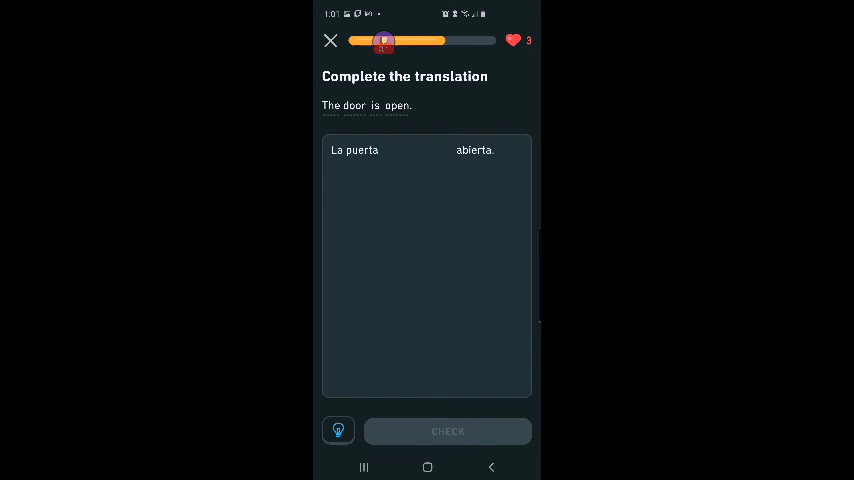 1:01
3
Complete the translation
The door is open.
La puerta abierta.
CHECK